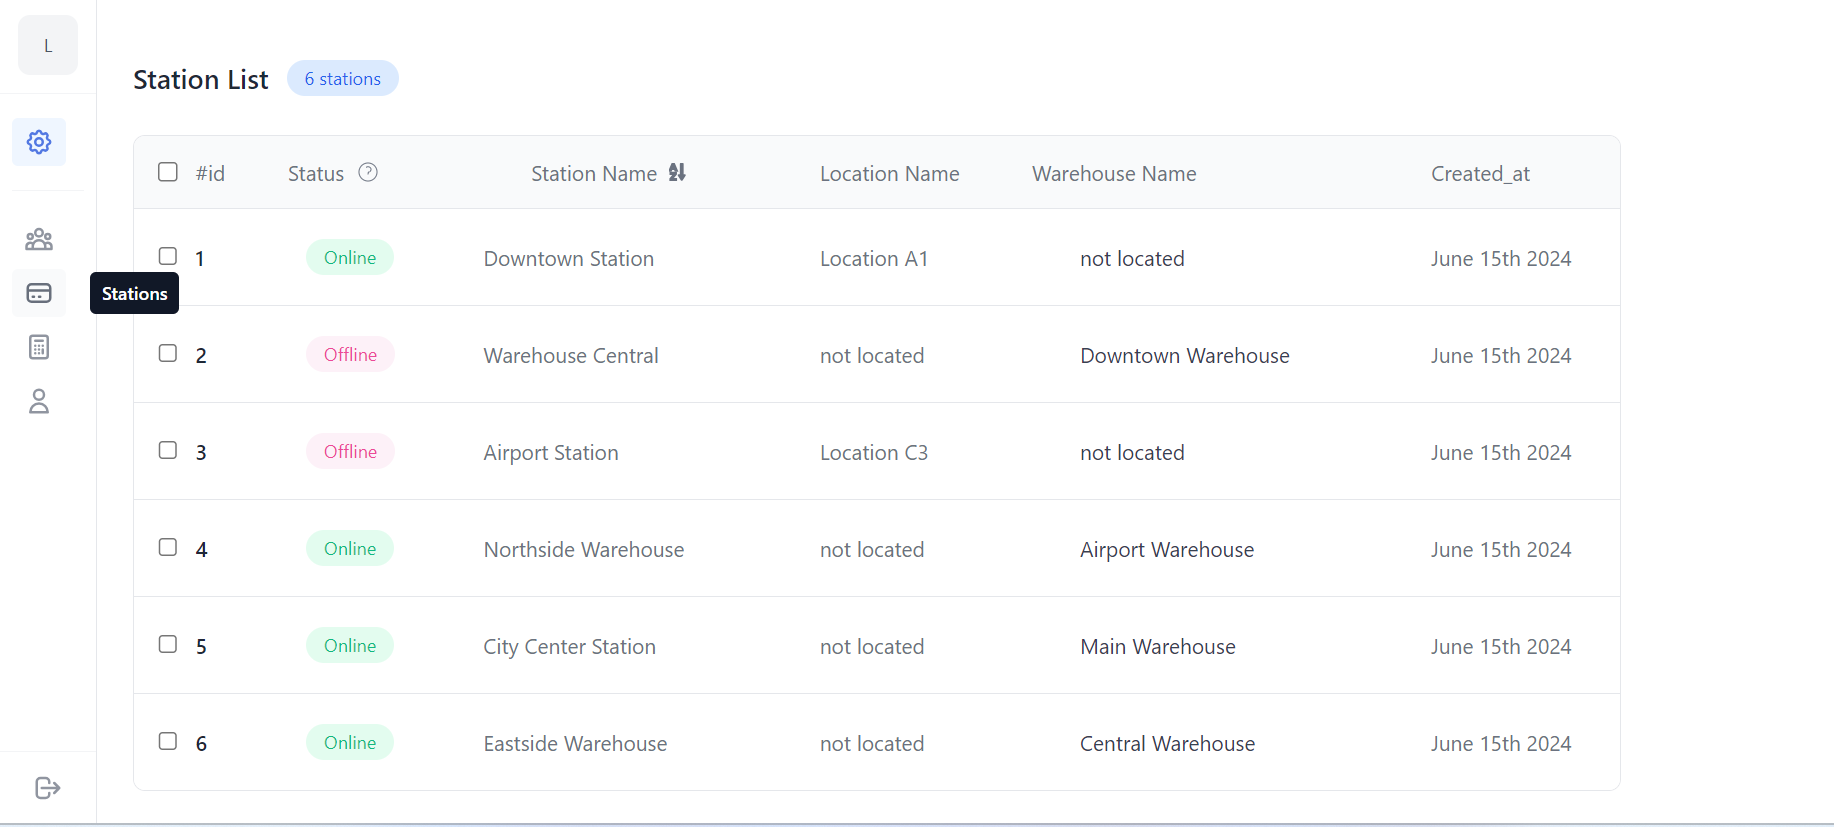 L
Station List 6 stations
#id Status ? Station Name Location Name Warehouse Name Created_at
1 Online Downtown Station Location A1 not located June 15th 2024
Stations
2 Offline Warehouse Central not located Downtown Warehouse June 15th 2024
3 Offline Airport Station Location C3 not located June 15th 2024
4 Online Northside Warehouse not located Airport Warehouse June 15th 2024
5 Online City Center Station not located Main Warehouse June 15th 2024
6 Online Eastside Warehouse not located Central Warehouse June 15th 2024